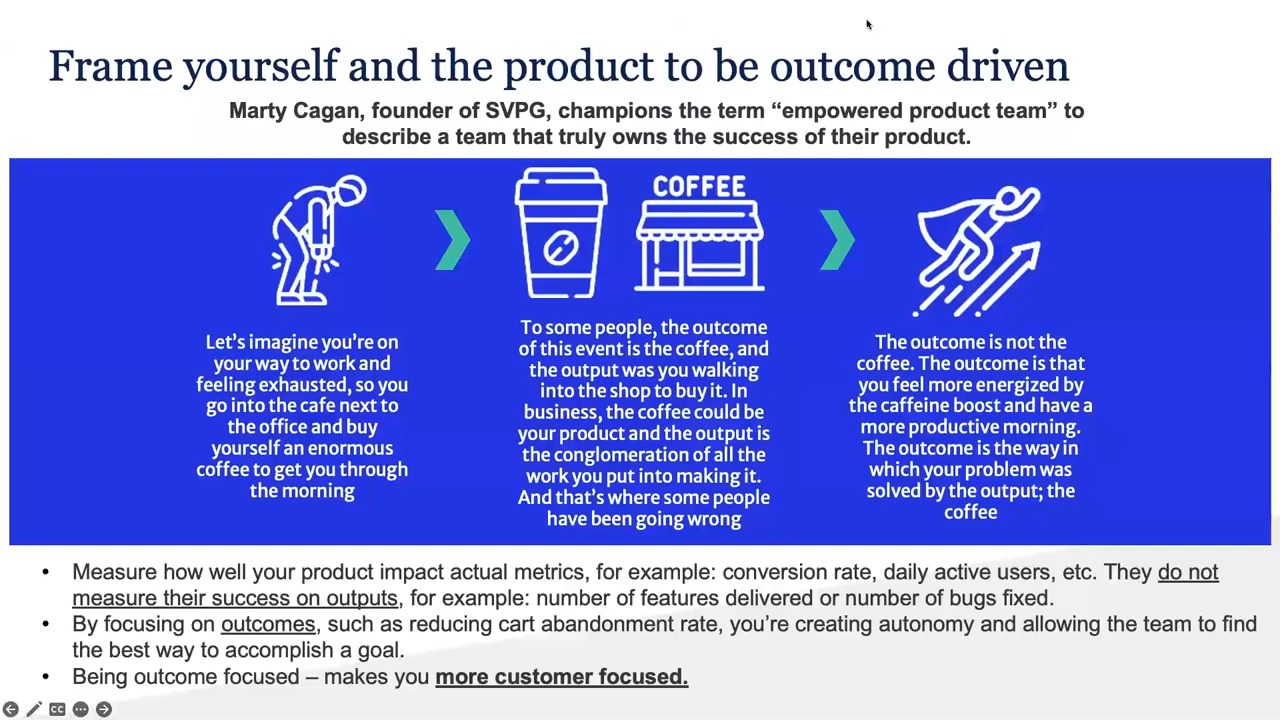 Frame yourself and the product to be outcome driven
Marty Cagan, founder of SVPG, champions the term “empowered product team” to
describe a team that truly owns the success of their product.
COFFEE
Let’s imagine you’re on
your way to work and
feeling exhausted, so you
go into the cafe next to
the office and buy
yourself an enormous
coffee to get you through
the morning
To some people, the outcome
of this event is the coffee, and
the output was you walking
into the shop to buy it. In
business, the coffee could be
your product and the output is
the conglomeration of all the
work you put into making it.
And that’s where some people
have been going wrong
The outcome is not the
coffee. The outcome is that
you feel more energized by
the caffeine boost and have a
more productive morning.
The outcome is the way in
which your problem was
solved by the output; the
coffee
• Measure how well your product impact actual metrics, for example: conversion rate, daily active users, etc. They do not
measure their success on outputs, for example: number of features delivered or number of bugs fixed.
• By focusing on outcomes, such as reducing cart abandonment rate, you’re creating autonomy and allowing the team to find
the best way to accomplish a goal.
• Being outcome focused – makes you more customer focused.
CC